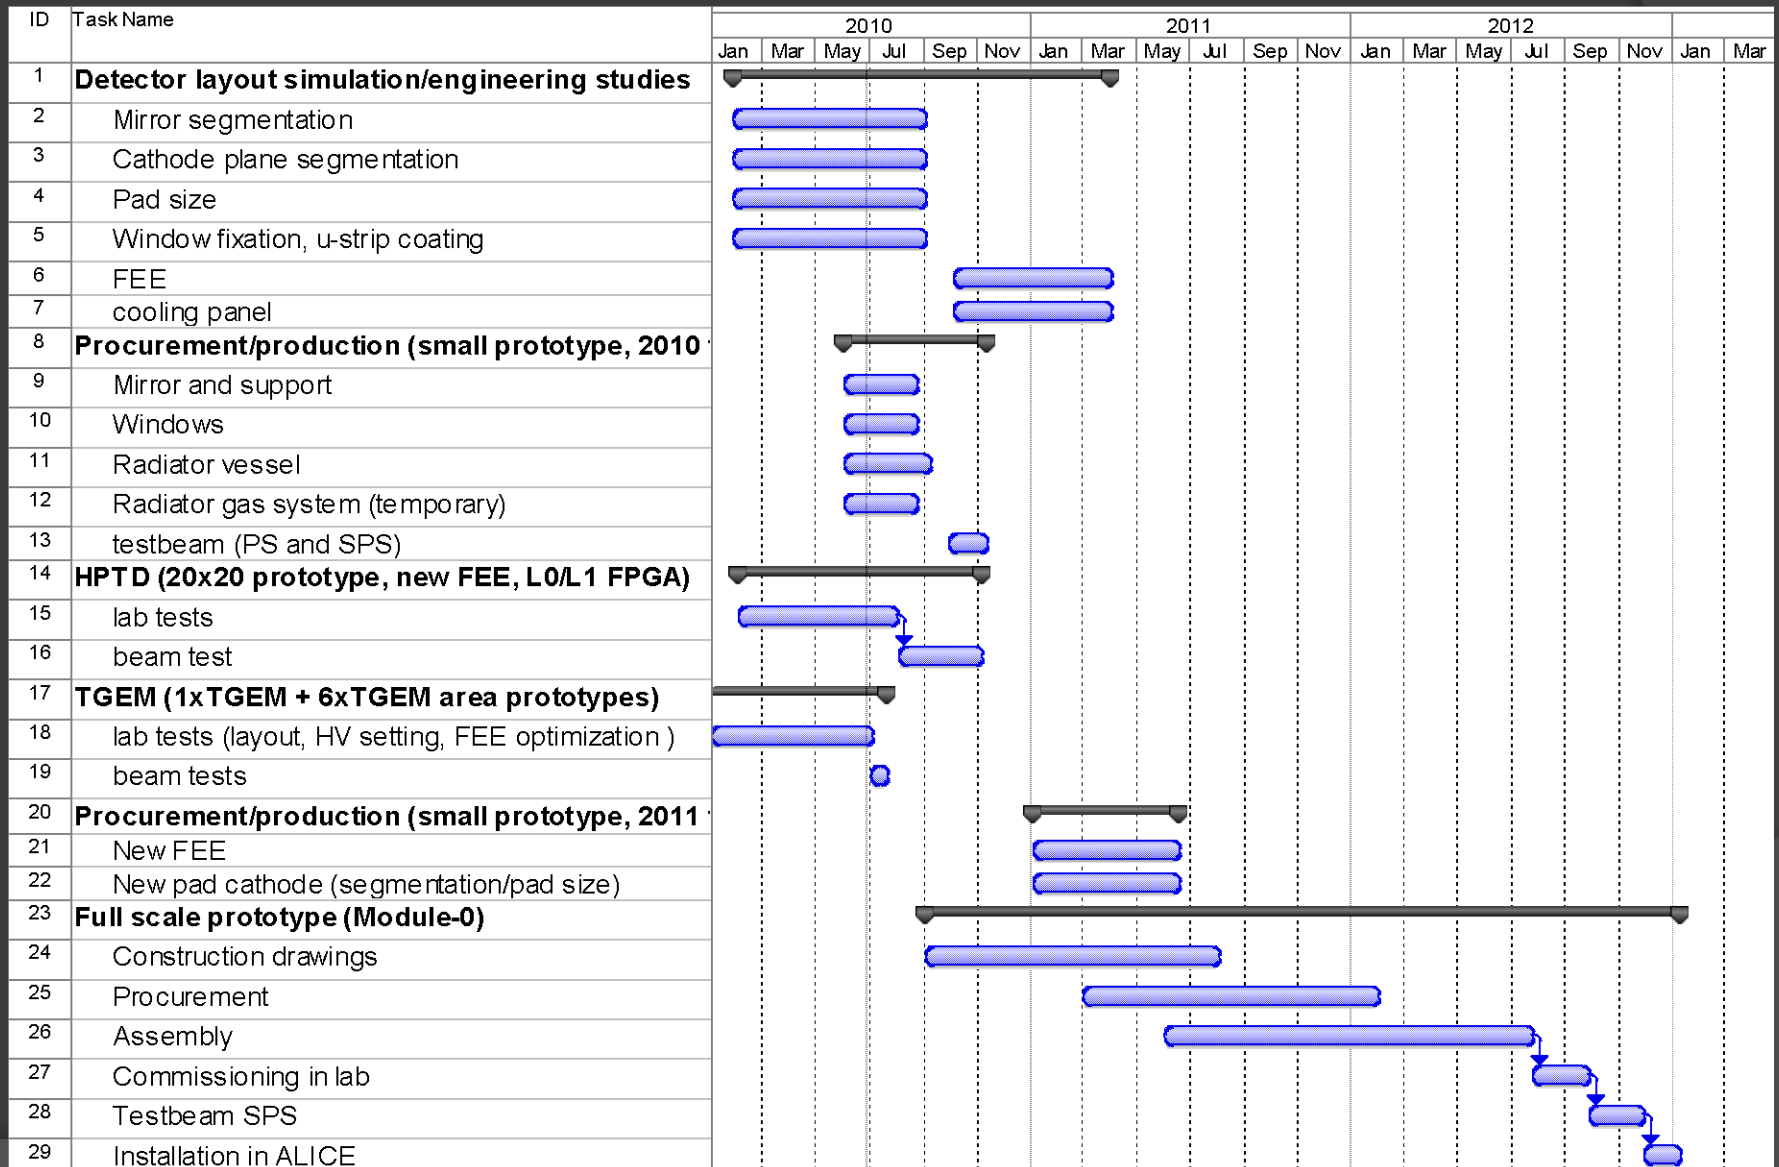 ID Task Name 2010 2011 2012
Jan Mar May Jul Sep Nov Jan Mar May Jul Sep Nov Jan Mar May Jul Sep Nov Jan Mar
1 Detector layout simulation/engineering studies
2 Mirror segmentation
3 Cathode plane segmentation
4 Pad size
5 Window fixation, u-strip coating
6 FEE
7 cooling panel
8 Procurement/production (small prototype, 2010
9 Mirror and support
10 Windows
11 Radiator vessel
12 Radiator gas system (temporary)
13 testbeam (PS and SPS)
14 HPTD (20x20 prototype, new FEE, L0/L1 FPGA)
15 lab tests
16 beam test
17 TGEM (1xTGEM + 6xTGEM area prototypes)
18 lab tests (layout, HV setting, FEE optimization )
19 beam tests
20 Procurement/production (small prototype, 2011
21 New FEE
22 New pad cathode (segmentation/pad size)
23 Full scale prototype (Module-0)
24 Construction drawings
25 Procurement
26 Assembly
27 Commissioning in lab
28 Testbeam SPS
29 Installation in ALICE